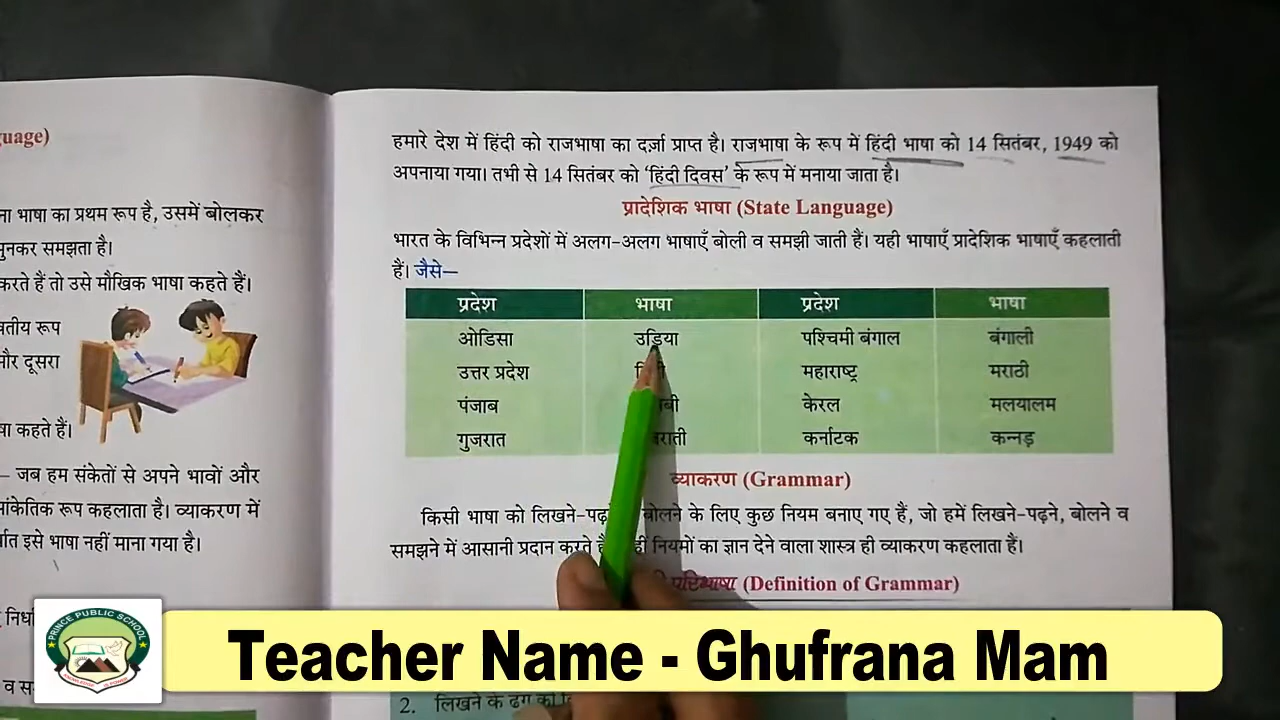 guage)
ना भाषा का प्रथम रूप है, उसमें बोलकर
सुनकर समझता है।
करते हैं तो उसे मौखिक भाषा कहते हैं।
तीय रूप
और दूसरा
षा कहते हैं।
– जब हम संकेतों से अपने भावों और
सांकेतिक रूप कहलाता है। व्याकरण में
र्थात इसे भाषा नहीं माना गया है।
हमारे देश में हिंदी को राजभाषा का दर्ज़ा प्राप्त है। राजभाषा के रूप में हिंदी भाषा को 14 सितंबर, 1949 को
अपनाया गया। तभी से 14 सितंबर को ‘हिंदी दिवस’ के रूप में मनाया जाता है।
प्रादेशिक भाषा (State Language)
भारत के विभिन्न प्रदेशों में अलग-अलग भाषाएँ बोली व समझी जाती हैं। यही भाषाएँ प्रादेशिक भाषाएँ कहलाती
हैं। जैसे—
प्रदेश भाषा प्रदेश भाषा
ओडिसा उड़िया पश्चिमी बंगाल बंगाली
उत्तर प्रदेश महाराष्ट्र मराठी
पंजाब बी केरल मलयालम
गुजरात राती कर्नाटक कन्नड़
व्याकरण (Grammar)
किसी भाषा को लिखने-पढ़ने बोलने के लिए कुछ नियम बनाए गए हैं, जो हमें लिखने-पढ़ने, बोलने व
समझने में आसानी प्रदान करते नियमों का ज्ञान देने वाला शास्त्र ही व्याकरण कहलाता है।
परिभाषा (Definition of Grammar)
PRINCE PUBLIC SCHOOL
Teacher Name - Ghufrana Mam
2. लिखने के ढंग को